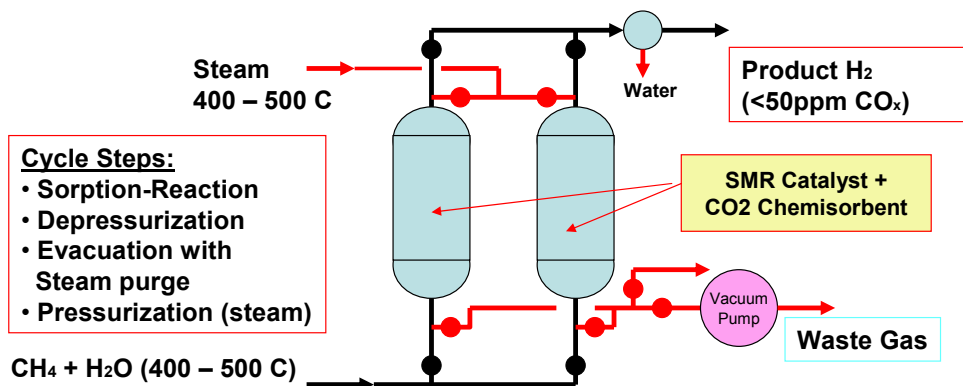 Steam
400 – 500 C
Water
Product H₂
(<50ppm COₓ)
Cycle Steps:
• Sorption-Reaction
• Depressurization
• Evacuation with
Steam purge
• Pressurization (steam)
SMR Catalyst +
CO2 Chemisorbent
Vacuum
Pump
Waste Gas
CH₄ + H₂O (400 – 500 C)